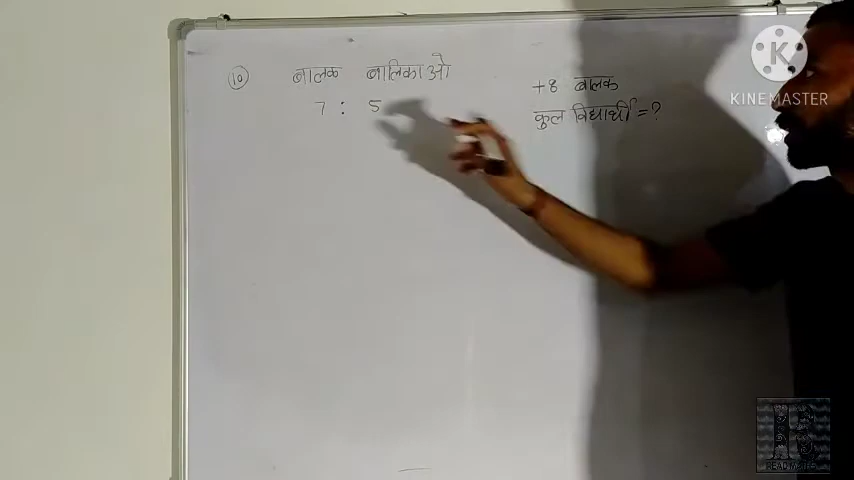 (10) बालक बालिकाओ
7 : 5
+8 बालक
कुल विद्यार्थी = ?
KINEMASTER